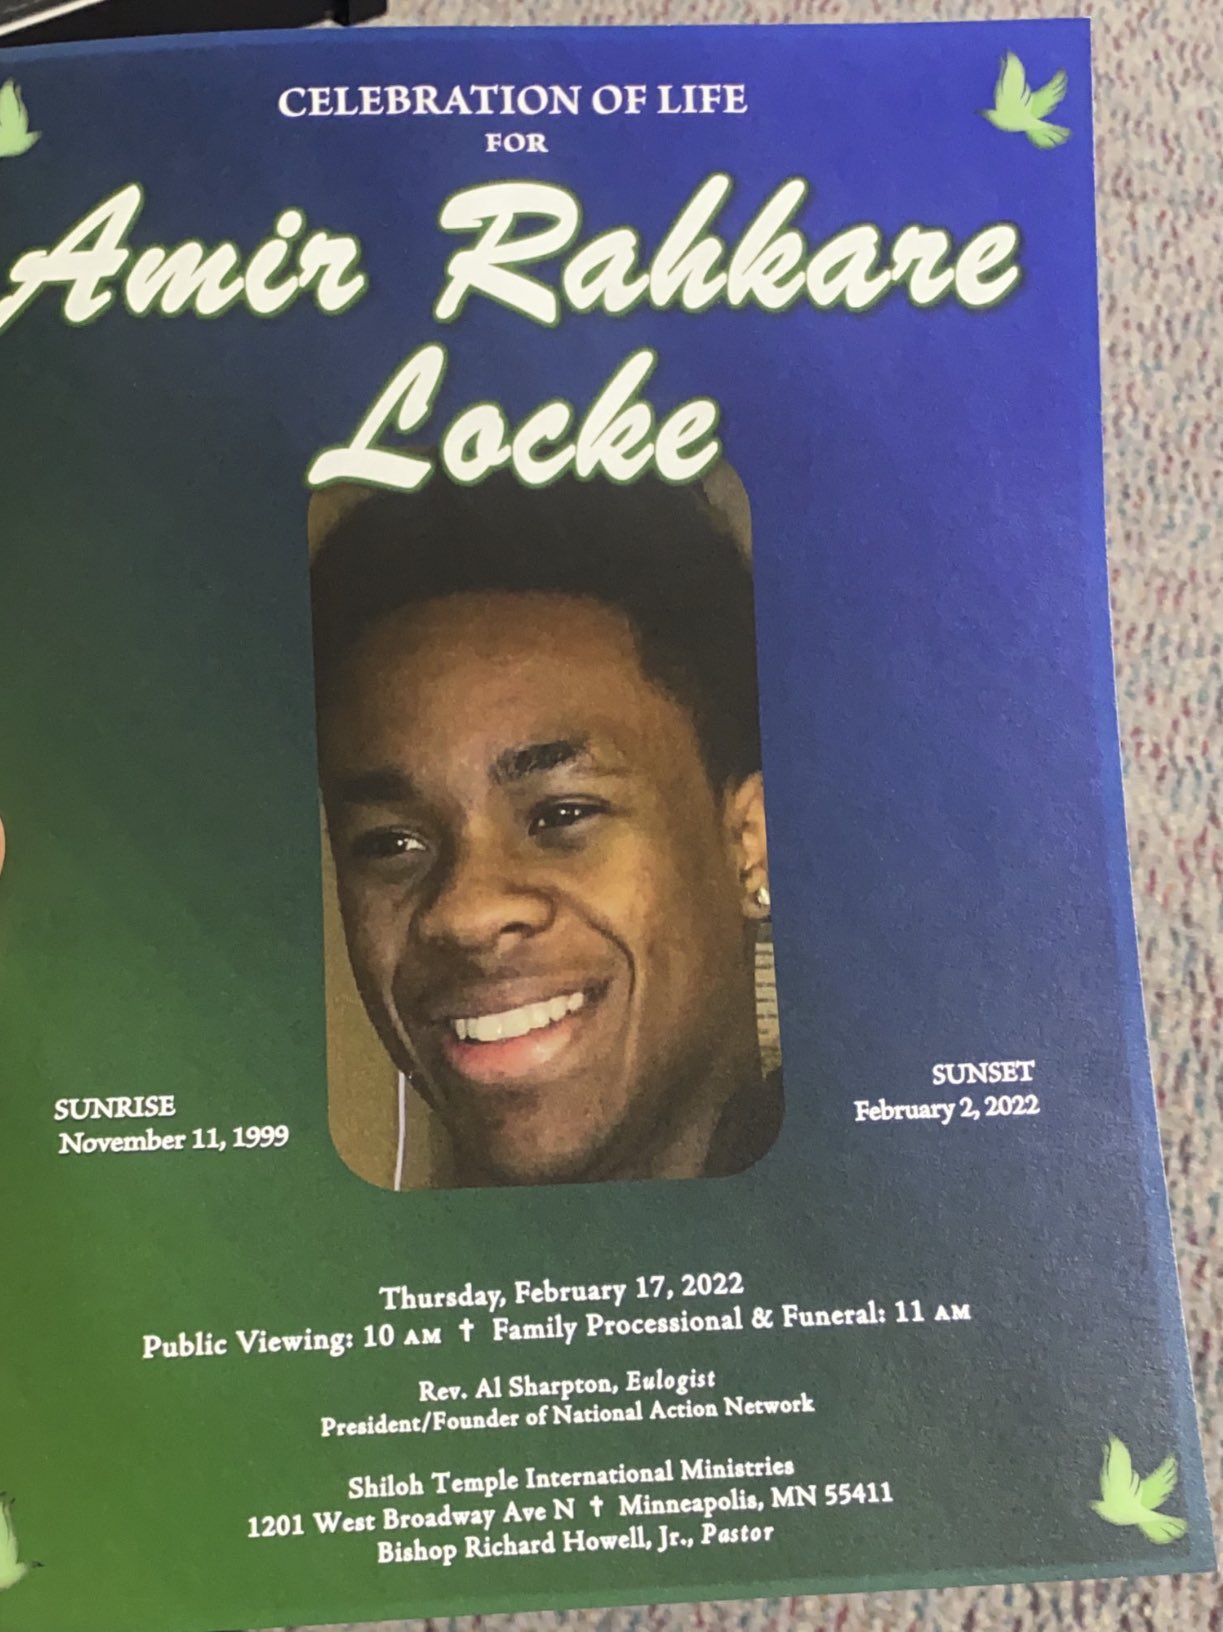 CELEBRATION OF LIFE
FOR
Amir Rahkare
Locke
SUNRISE
November 11, 1999
SUNSET
February 2, 2022
Thursday, February 17, 2022
Public Viewing: 10 AM ✝ Family Processional & Funeral: 11 AM
Rev. Al Sharpton, Eulogist
President/Founder of National Action Network
Shiloh Temple International Ministries
1201 West Broadway Ave N ✝ Minneapolis, MN 55411
Bishop Richard Howell, Jr., Pastor